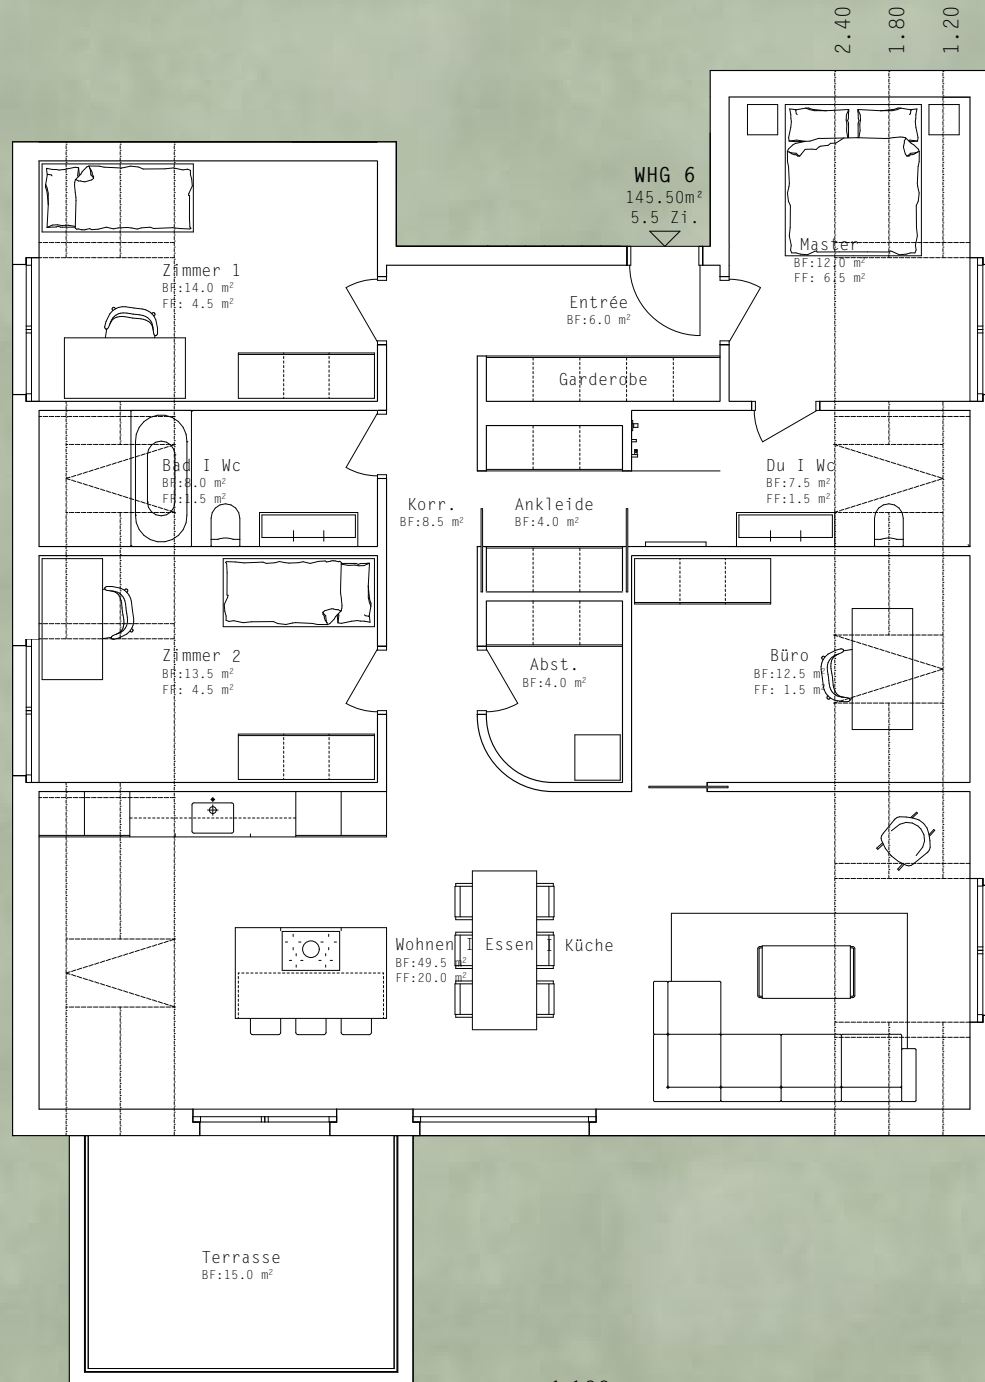 2.40
1.80
1.20
WHG 6
145.50m²
5.5 Zi.
Master
BF:12.0 m²
FF: 6.5 m²
Zimmer 1
BF:14.0 m²
FF: 4.5 m²
Entrée
BF:6.0 m²
Garderobe
Bad I Wc
BF:8.0 m²
FF:1.5 m²
Korr.
BF:8.5 m²
Ankleide
BF:4.0 m²
Du I Wc
BF:7.5 m²
FF:1.5 m²
Zimmer 2
BF:13.5 m²
FF: 4.5 m²
Abst.
BF:4.0 m²
Büro
BF:12.5 m²
FF: 1.5 m²
Wohnen I Essen I Küche
BF:49.5 m²
FF:20.0 m²
Terrasse
BF:15.0 m²